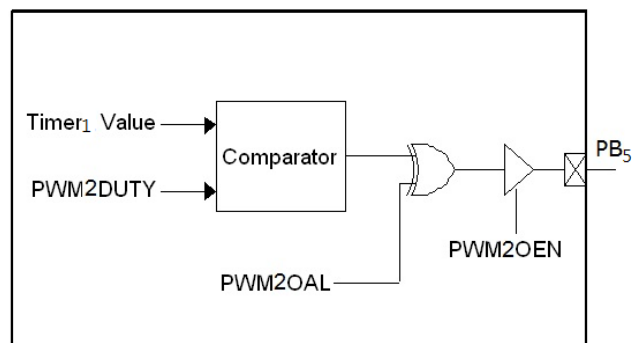 Timer1 Value
Comparator
PB5
PWM2DUTY
PWM2OEN
PWM2OAL